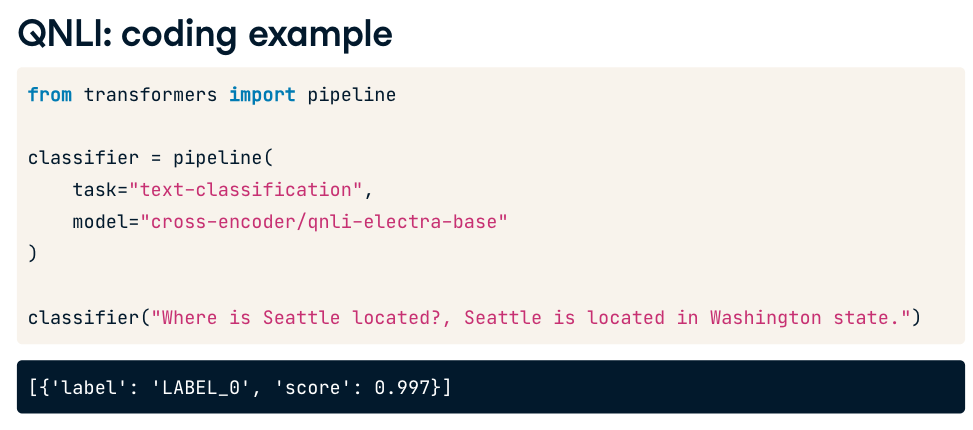 QNLI: coding example
from transformers import pipeline
classifier = pipeline(
    task="text-classification",
    model="cross-encoder/qnli-electra-base"
)
classifier("Where is Seattle located?, Seattle is located in Washington state.")
[{'label': 'LABEL_0', 'score': 0.997}]